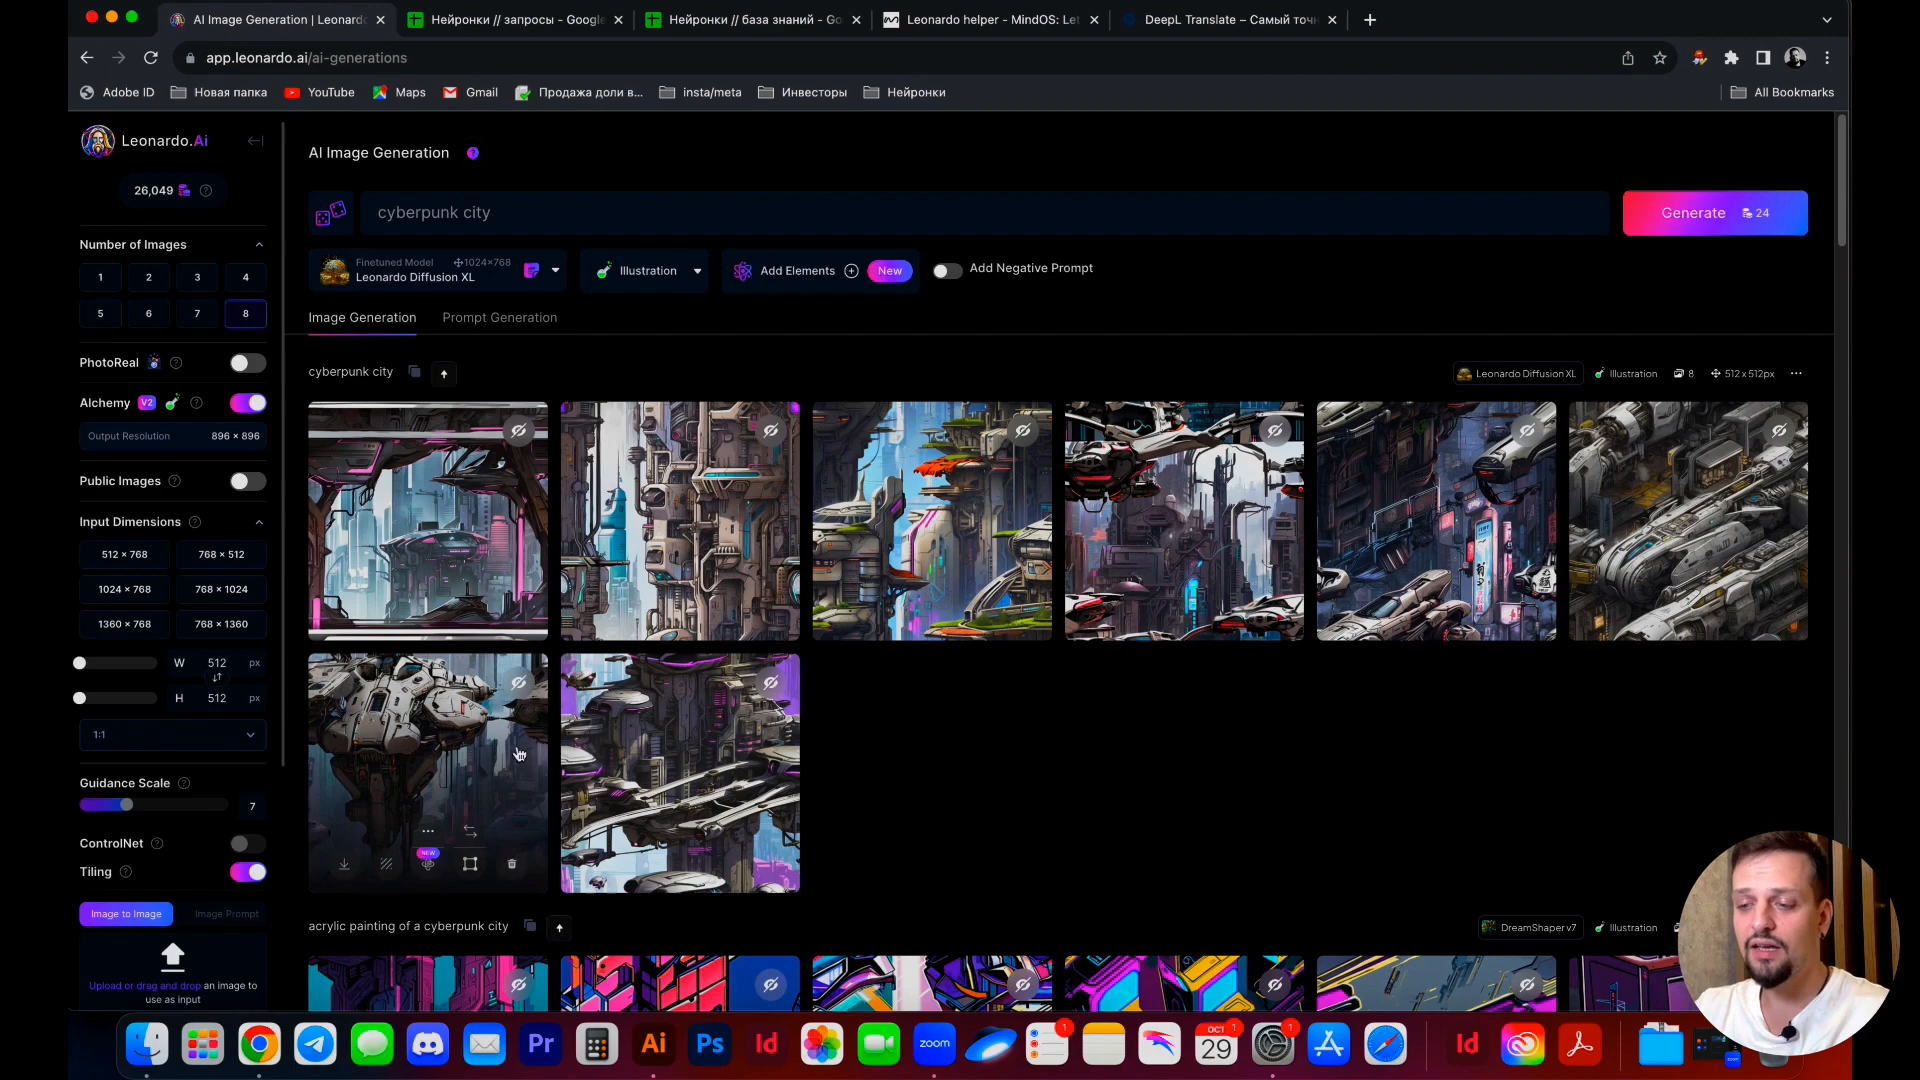 AI Image Generation | Leonardo
Нейронки // запросы - Google
Нейронки // база знаний - Go
Leonardo helper - MindOS: Let
DeepL Translate – Самый точн
app.leonardo.ai/ai-generations
Adobe ID
Новая папка
YouTube
Maps
Gmail
Продажа доли в...
insta/meta
Инвесторы
Нейронки
All Bookmarks
Leonardo.Ai
26,049
Number of Images
1 2 3 4
5 6 7 8
PhotoReal
Alchemy V2
Output Resolution 896 × 896
Public Images
Input Dimensions
512 × 768 768 × 512
1024 × 768 768 × 1024
1360 × 768 768 × 1360
W 512 px
H 512 px
1:1
Guidance Scale
7
ControlNet
Tiling
Image to Image Image Prompt
Upload or drag and drop an image to
use as input
AI Image Generation
cyberpunk city
Generate 24
Finetuned Model 1024×768
Leonardo Diffusion XL
Illustration
Add Elements New
Add Negative Prompt
Image Generation Prompt Generation
cyberpunk city
Leonardo Diffusion XL Illustration 8 512 x 512px
NEW
acrylic painting of a cyberpunk city
DreamShaper v7 Illustration
Pr
Ai
Ps
Id
zoom
1
OCT 1
29
1
Id
zoom